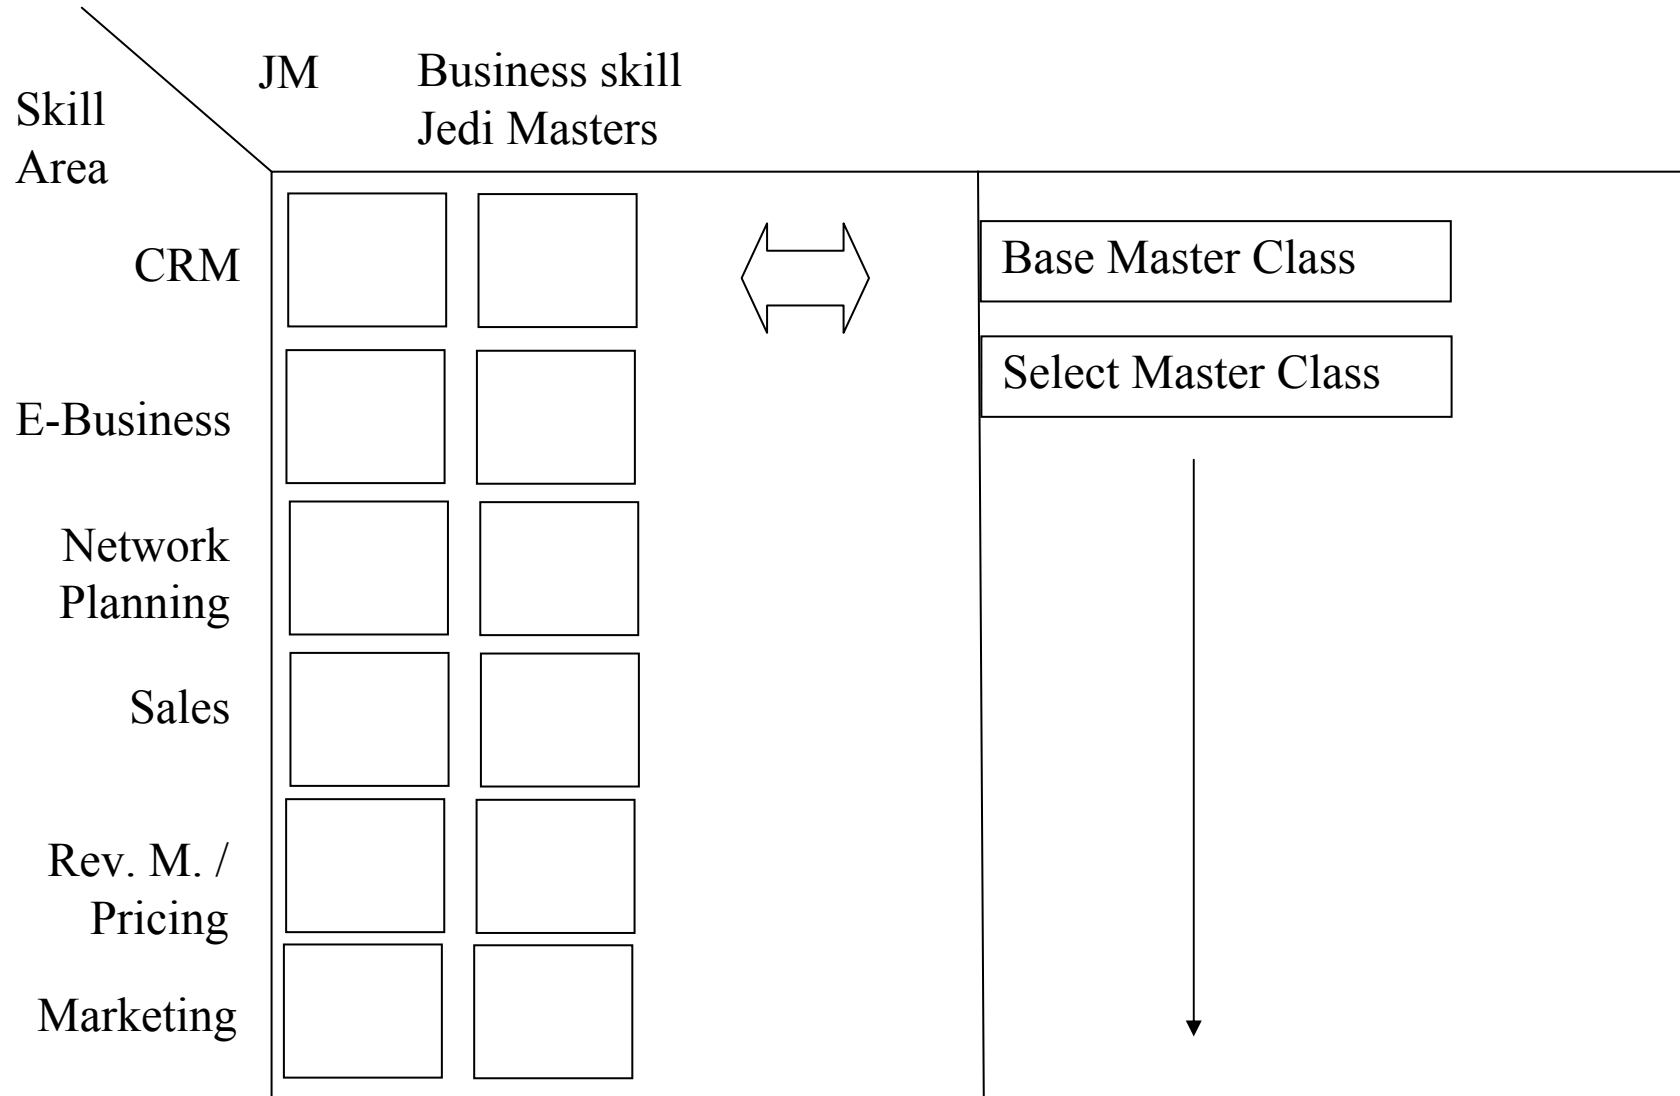 JM
Business skill
Jedi Masters
Skill
Area
CRM
Base Master Class
Select Master Class
E-Business
Network
Planning
Sales
Rev. M. /
Pricing
Marketing